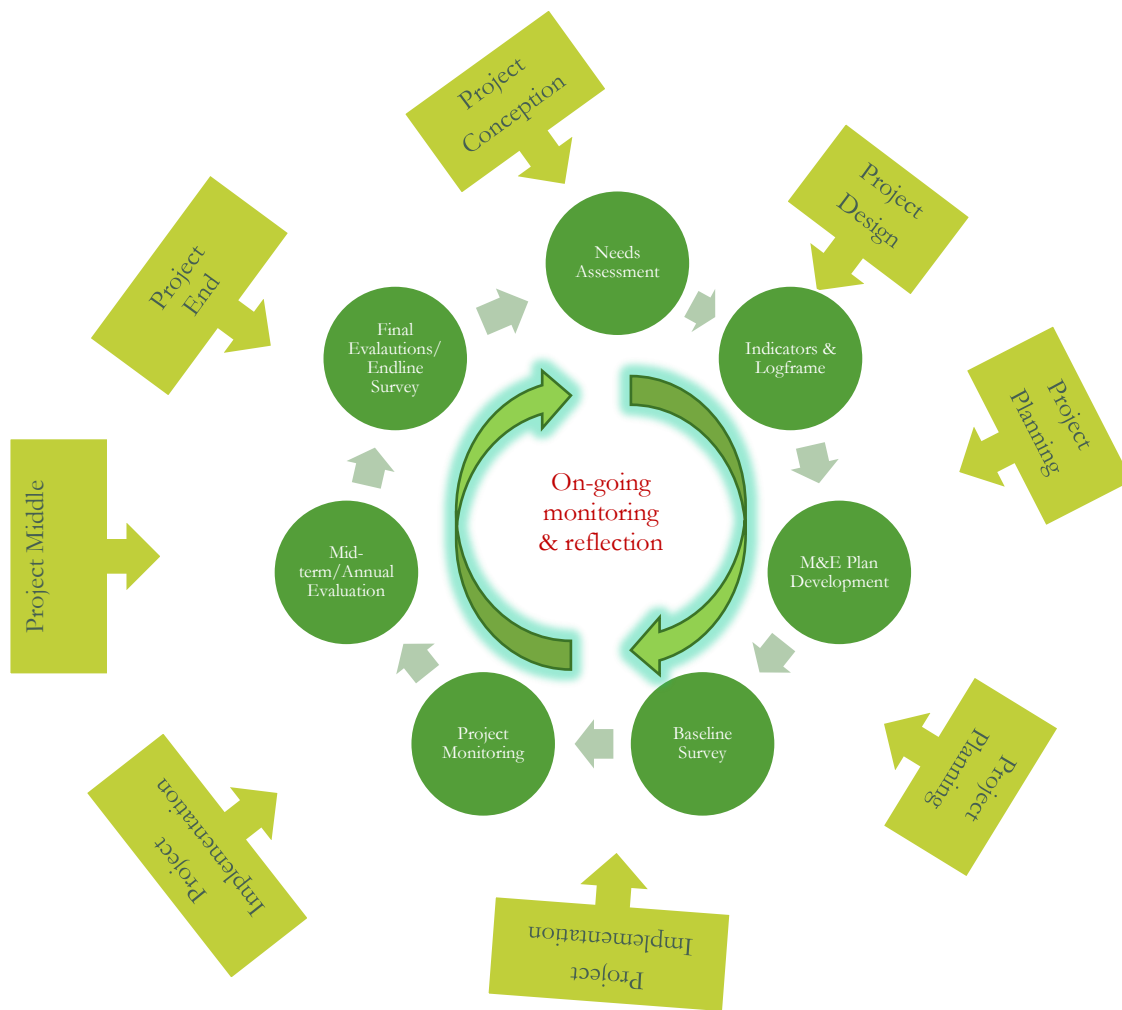 Project
Conception
Project
Design
Project
Planning
Project
Planning
Project
Implementation
Project
Implementation
Project Middle
Project
End
Needs
Assessment
Indicators &
Logframe
M&E Plan
Development
Baseline
Survey
Project
Monitoring
Mid-
term/Annual
Evaluation
Final
Evalautions/
Endline
Survey
On-going
monitoring
& reflection